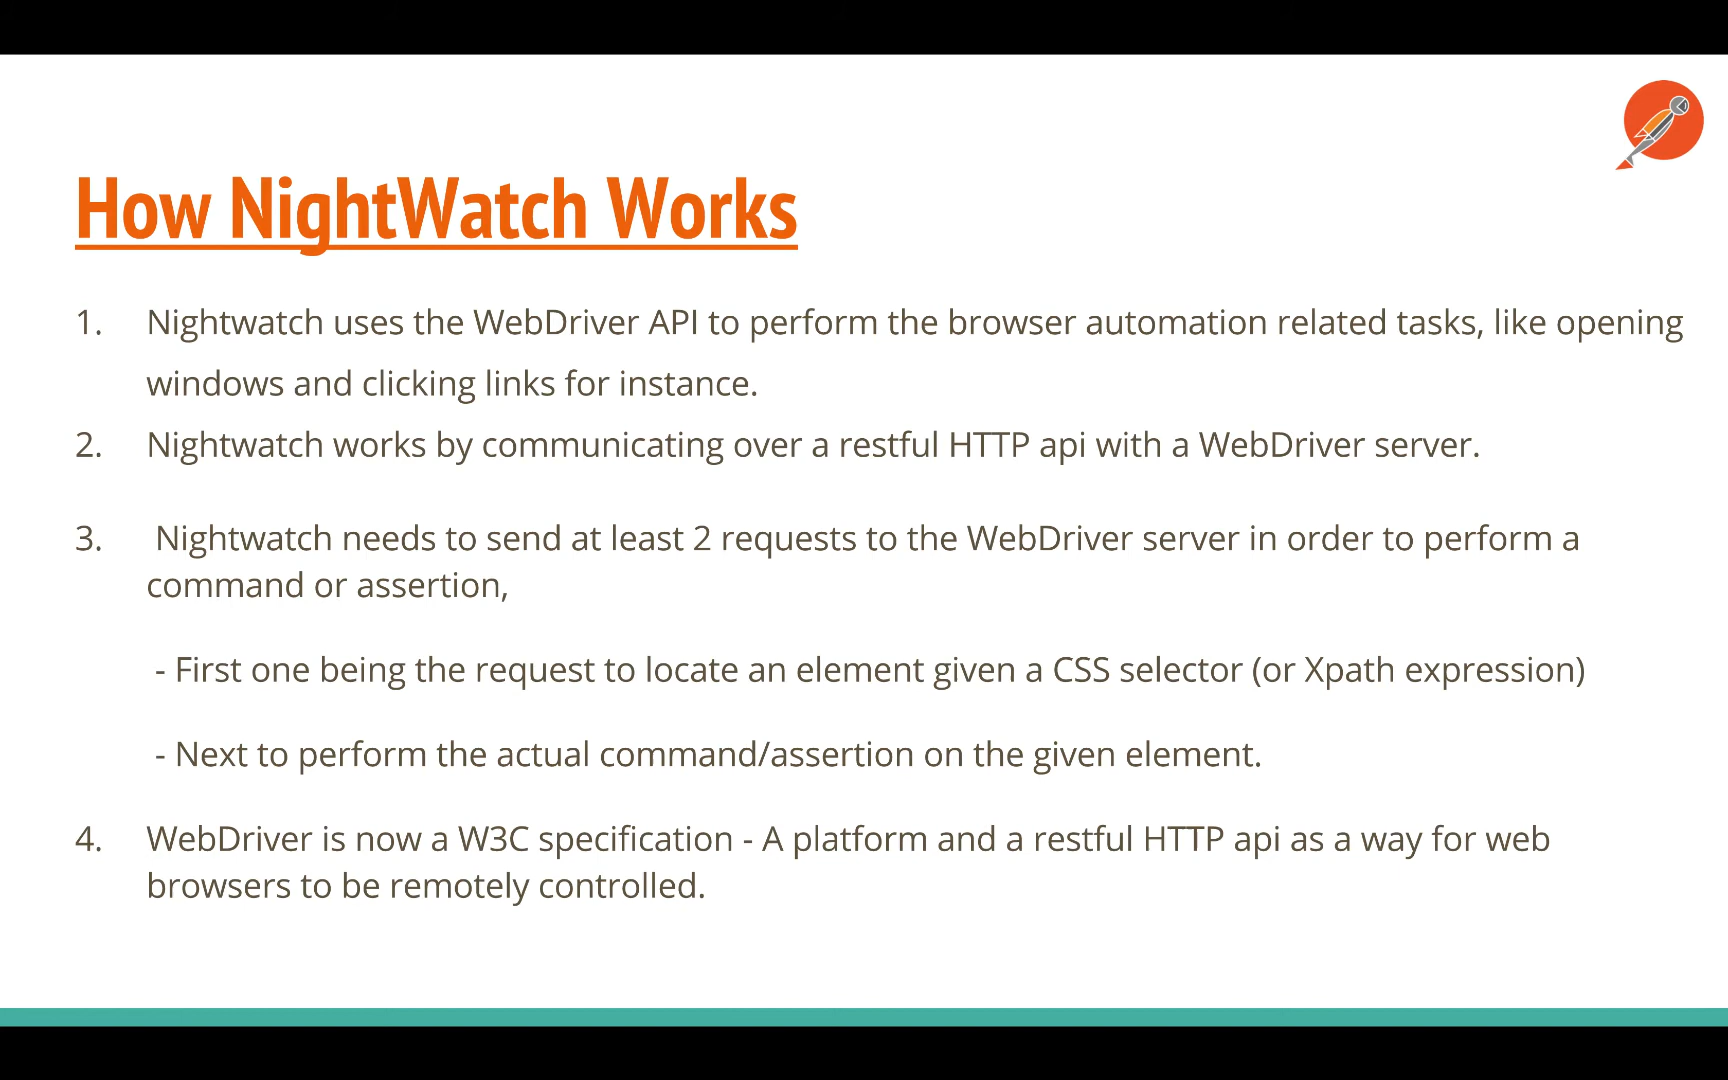 How NightWatch Works
1. Nightwatch uses the WebDriver API to perform the browser automation related tasks, like opening
windows and clicking links for instance.
2. Nightwatch works by communicating over a restful HTTP api with a WebDriver server.
3. Nightwatch needs to send at least 2 requests to the WebDriver server in order to perform a
command or assertion,
- First one being the request to locate an element given a CSS selector (or Xpath expression)
- Next to perform the actual command/assertion on the given element.
4. WebDriver is now a W3C specification - A platform and a restful HTTP api as a way for web
browsers to be remotely controlled.